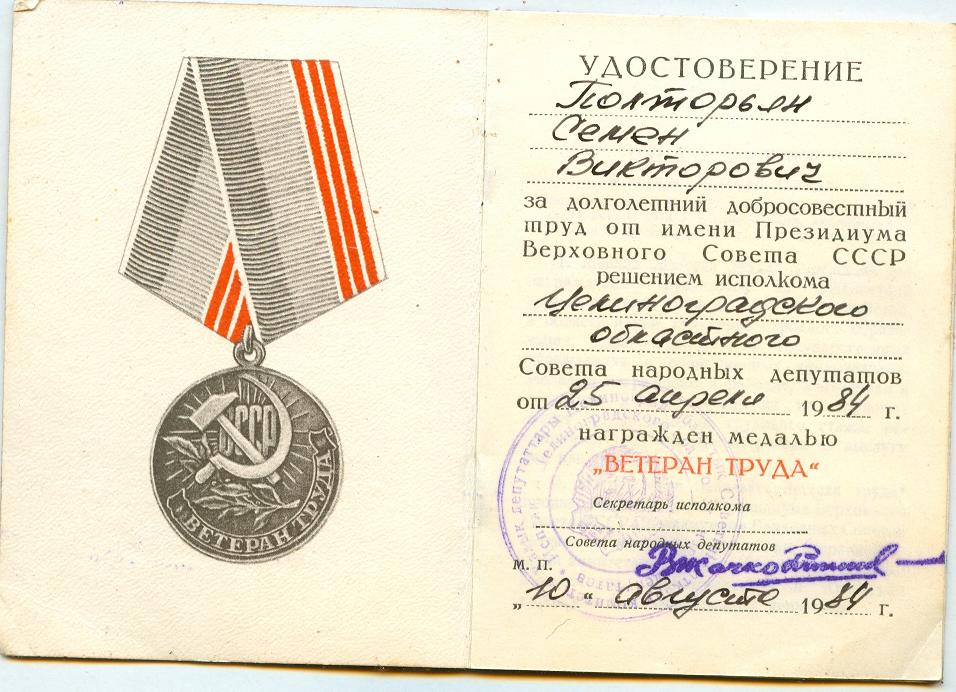 СССР
ВЕТЕРАН ТРУДА
УДОСТОВЕРЕНИЕ
Полторьян
Семен
Викторович
за долголетний добросовестный
труд от имени Президиума
Верховного Совета СССР
решением исполкома
Целиноградского
областного
Совета народных депутатов
от 25 апреля 1984 г.
награжден медалью
„ВЕТЕРАН ТРУДА“
Секретарь исполкома
Совета народных депутатов
М. П.
„10“ августа 1984 г.